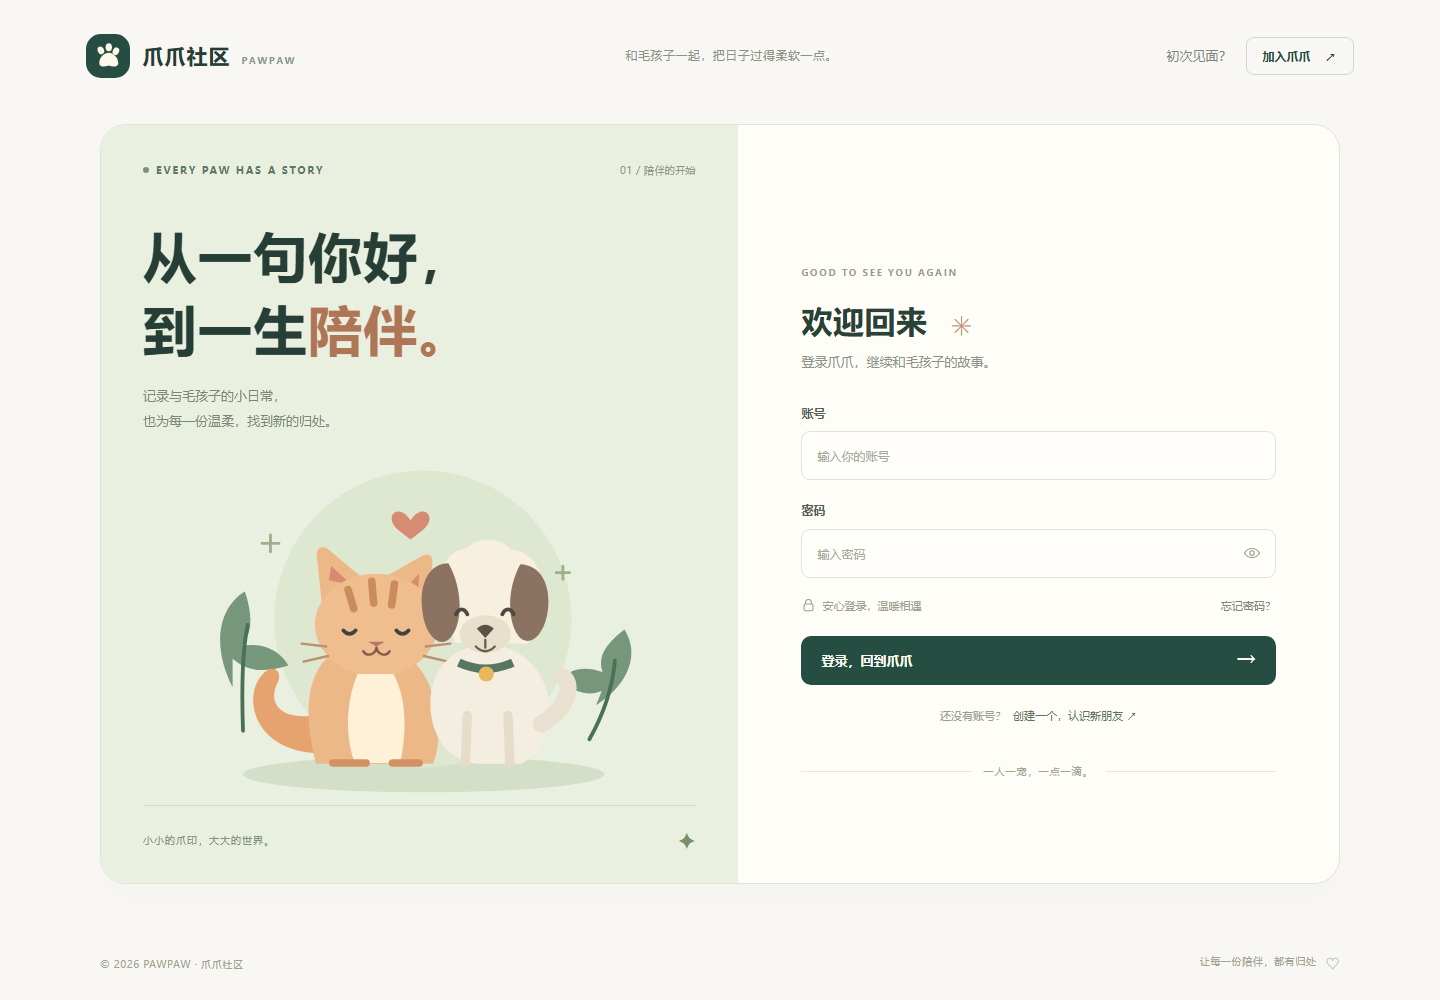 爪爪社区 PAWPAW
和毛孩子一起，把日子过得柔软一点。
初次见面？
加入爪爪 ↗
EVERY PAW HAS A STORY
01 / 陪伴的开始
从一句你好，
到一生陪伴。
记录与毛孩子的小日常，
也为每一份温柔，找到新的归处。
小小的爪印，大大的世界。
GOOD TO SEE YOU AGAIN
欢迎回来
登录爪爪，继续和毛孩子的故事。
账号
输入你的账号
密码
输入密码
安心登录，温暖相遇
忘记密码？
登录，回到爪爪 →
还没有账号？ 创建一个，认识新朋友 ↗
一人一宠，一点一滴。
© 2026 PAWPAW · 爪爪社区
让每一份陪伴，都有归处 ♡